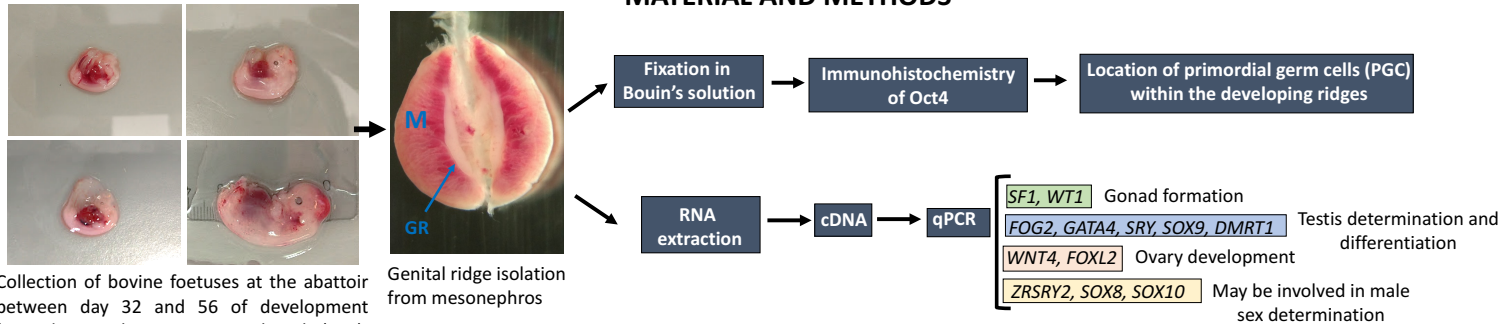 MATERIAL AND METHODS
M
GR
Collection of bovine foetuses at the abattoir
between day 32 and 56 of development
Genital ridge isolation
from mesonephros
Fixation in
Bouin's solution
Immunohistochemistry
of Oct4
Location of primordial germ cells (PGC)
within the developing ridges
RNA
extraction
cDNA
qPCR
SF1, WT1
Gonad formation
FOG2, GATA4, SRY, SOX9, DMRT1
Testis determination and
differentiation
WNT4, FOXL2
Ovary development
ZRSRY2, SOX8, SOX10
May be involved in male
sex determination